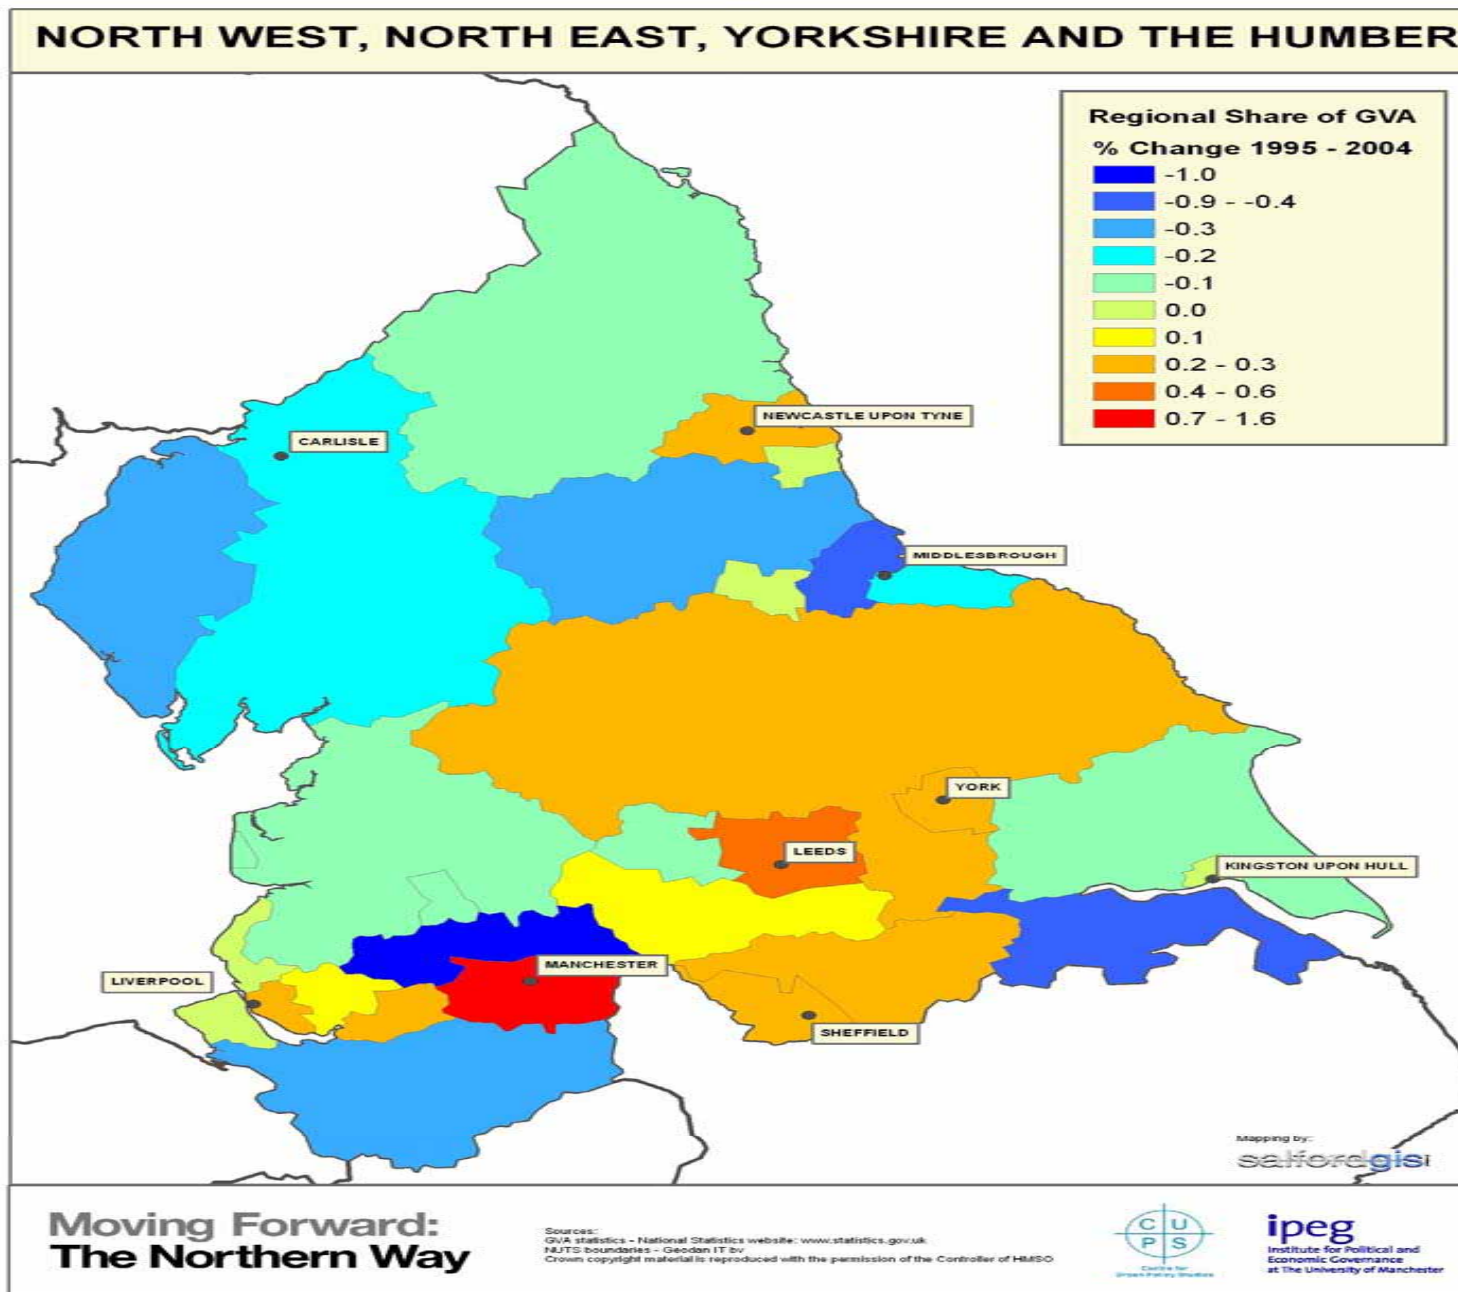 NORTH WEST, NORTH EAST, YORKSHIRE AND THE HUMBER
Regional Share of GVA
% Change 1995 - 2004
-1.0
-0.9 - -0.4
-0.3
-0.2
-0.1
0.0
0.1
0.2 - 0.3
0.4 - 0.6
0.7 - 1.6
NEWCASTLE UPON TYNE
CARLISLE
MIDDLESBROUGH
YORK
LEEDS
KINGSTON UPON HULL
MANCHESTER
LIVERPOOL
SHEFFIELD
Mapping by:
salfordgis
Moving Forward:
The Northern Way
Sources:
GVA statistics - National Statistics website: www.statistics.gov.uk
NUTS boundaries - Geodan IT bv
Crown copyright material is reproduced with the permission of the Controller of HMSO
C U
P S
Centre for
Urban Policy Studies
ipeg
Institute for Political and
Economic Governance
at The University of Manchester